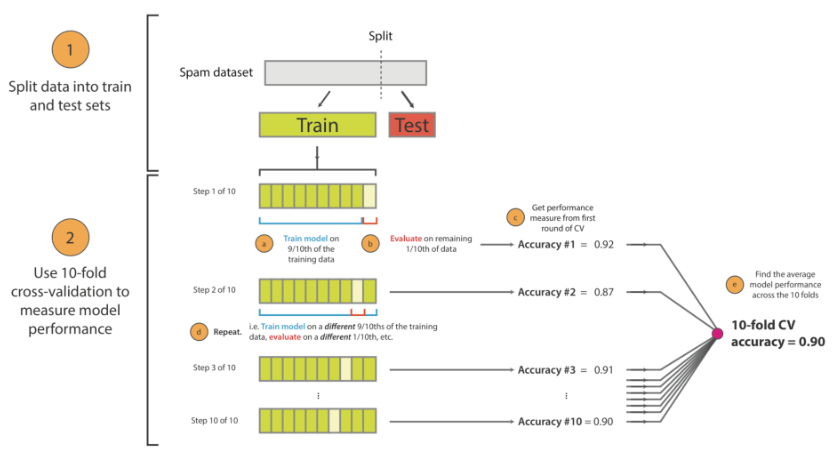 1
Split data into train
and test sets
Split
Spam dataset
Train
Test
2
Use 10-fold
cross-validation to
measure model
performance
Step 1 of 10
a
Train model on
9/10th of the
training data
b
Evaluate on remaining
1/10th of data
c
Get performance
measure from first
round of CV
Accuracy #1 = 0.92
Step 2 of 10
Accuracy #2 = 0.87
d
Repeat.
i.e. Train model on a different 9/10ths of the training
data, evaluate on a different 1/10th, etc.
Step 3 of 10
Accuracy #3 = 0.91
⋮
⋮
Step 10 of 10
Accuracy #10 = 0.90
e
Find the average
model performance
across the 10 folds
10-fold CV
accuracy = 0.90